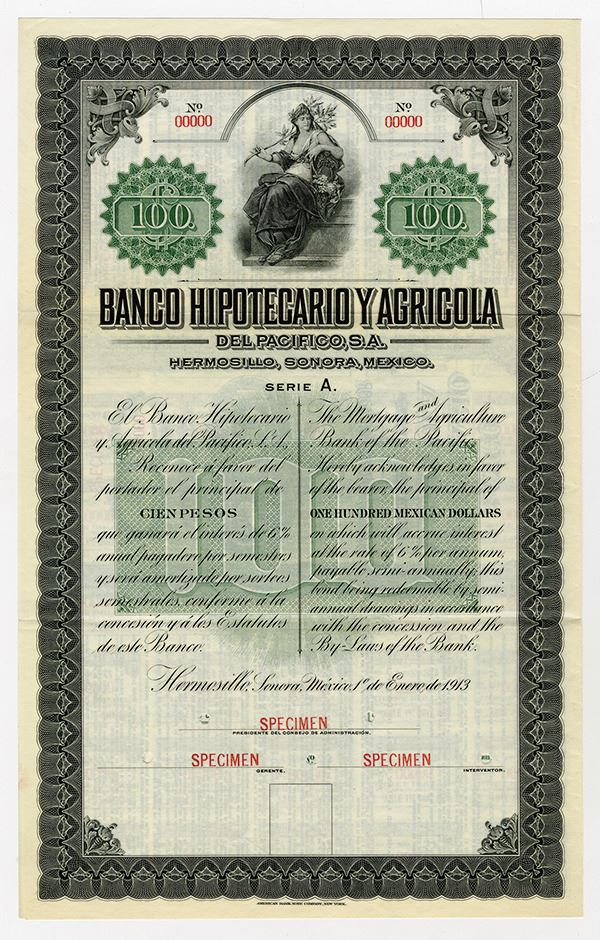 Nº 00000
Nº 00000
100.
100.
BANCO HIPOTECARIO Y AGRICOLA
DEL PACIFICO, S.A.
HERMOSILLO, SONORA, MEXICO.
SERIE A.
El Banco Hipotecario
y Agrícola del Pacífico, S.A.,
Reconoce á favor del
portador el principal de
CIEN PESOS
que ganará el interés de 6%
anual pagadero por semestres
y será amortizado por sorteos
semestrales, conforme á la
concesión y á los Estatutos
de este Banco.
The Mortgage and Agriculture
Bank of the Pacific
Hereby acknowledges in favor
of the bearer, the principal of
ONE HUNDRED MEXICAN DOLLARS
on which will accrue interest
at the rate of 6% per annum,
payable semi-annually, this
bond being redeemable by semi-
annual drawings in accordance
with the concession and the
By-Laws of the Bank.
100
Hermosillo, Sonora, México, 1º de Enero, de 1913
SPECIMEN
PRESIDENTE DEL CONSEJO DE ADMINISTRACIÓN.
SPECIMEN
GERENTE.
SPECIMEN
INTERVENTOR.
AMERICAN BANK NOTE COMPANY, NEW YORK.